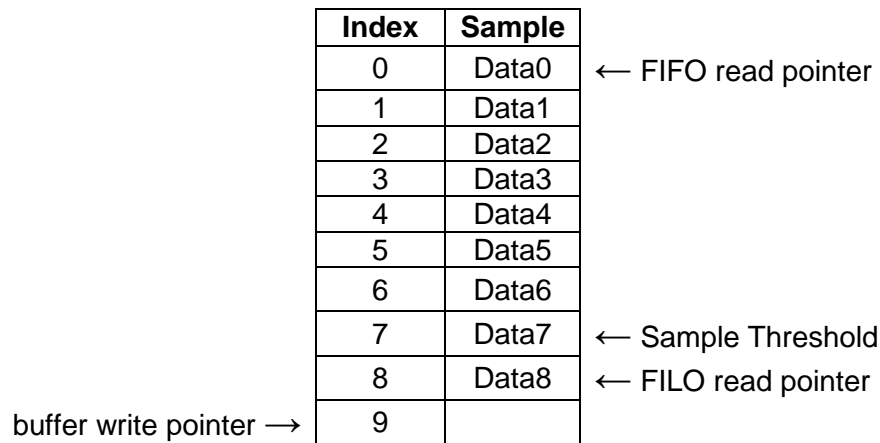 Index Sample
0 Data0 ← FIFO read pointer
1 Data1
2 Data2
3 Data3
4 Data4
5 Data5
6 Data6
7 Data7 ← Sample Threshold
8 Data8 ← FILO read pointer
buffer write pointer → 9